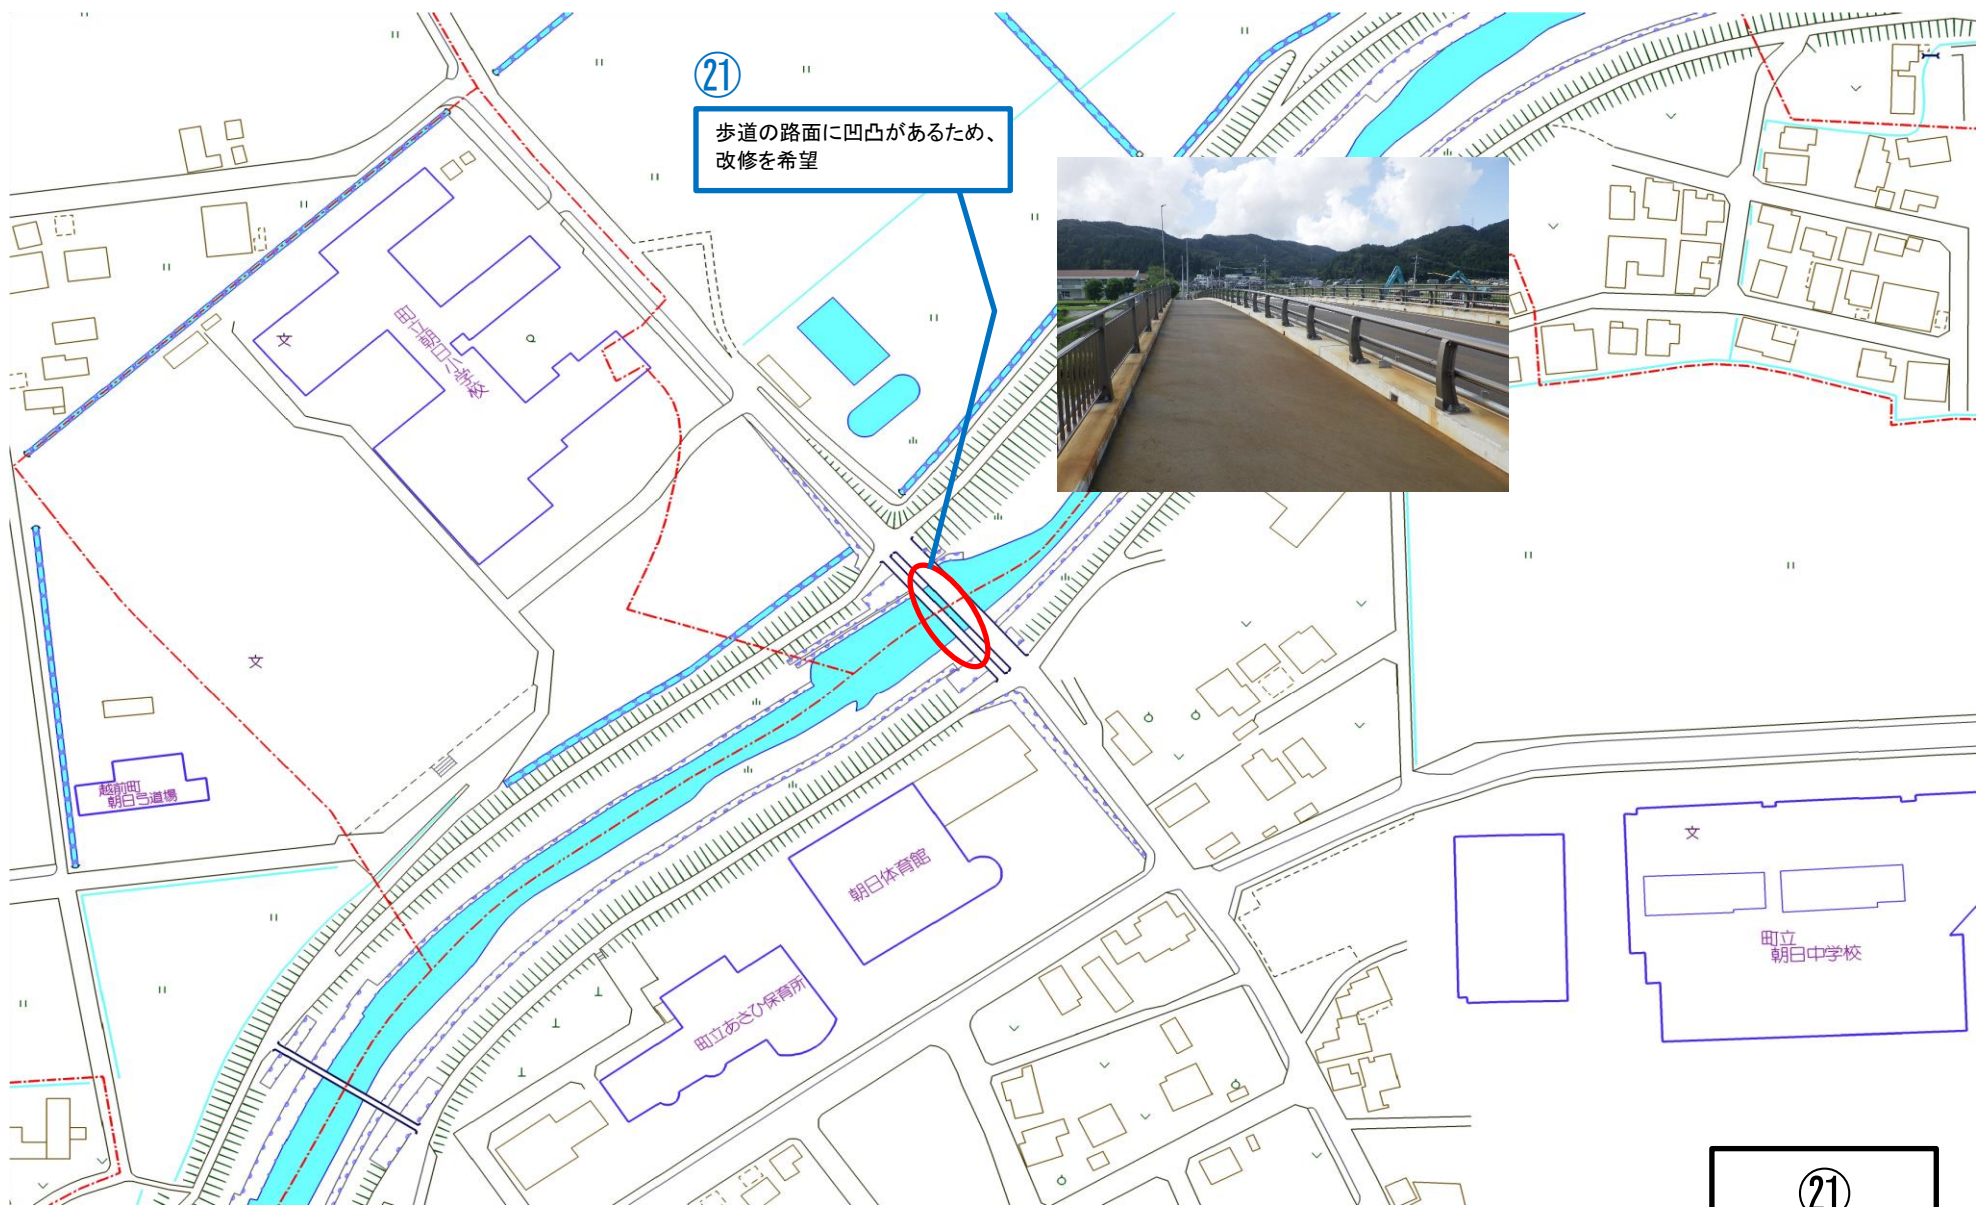 ㉑
歩道の路面に凹凸があるため、
改修を希望
文
町立朝日小学校
文
越前町
朝日弓道場
朝日体育館
町立あさひ保育所
文
町立
朝日中学校
㉑